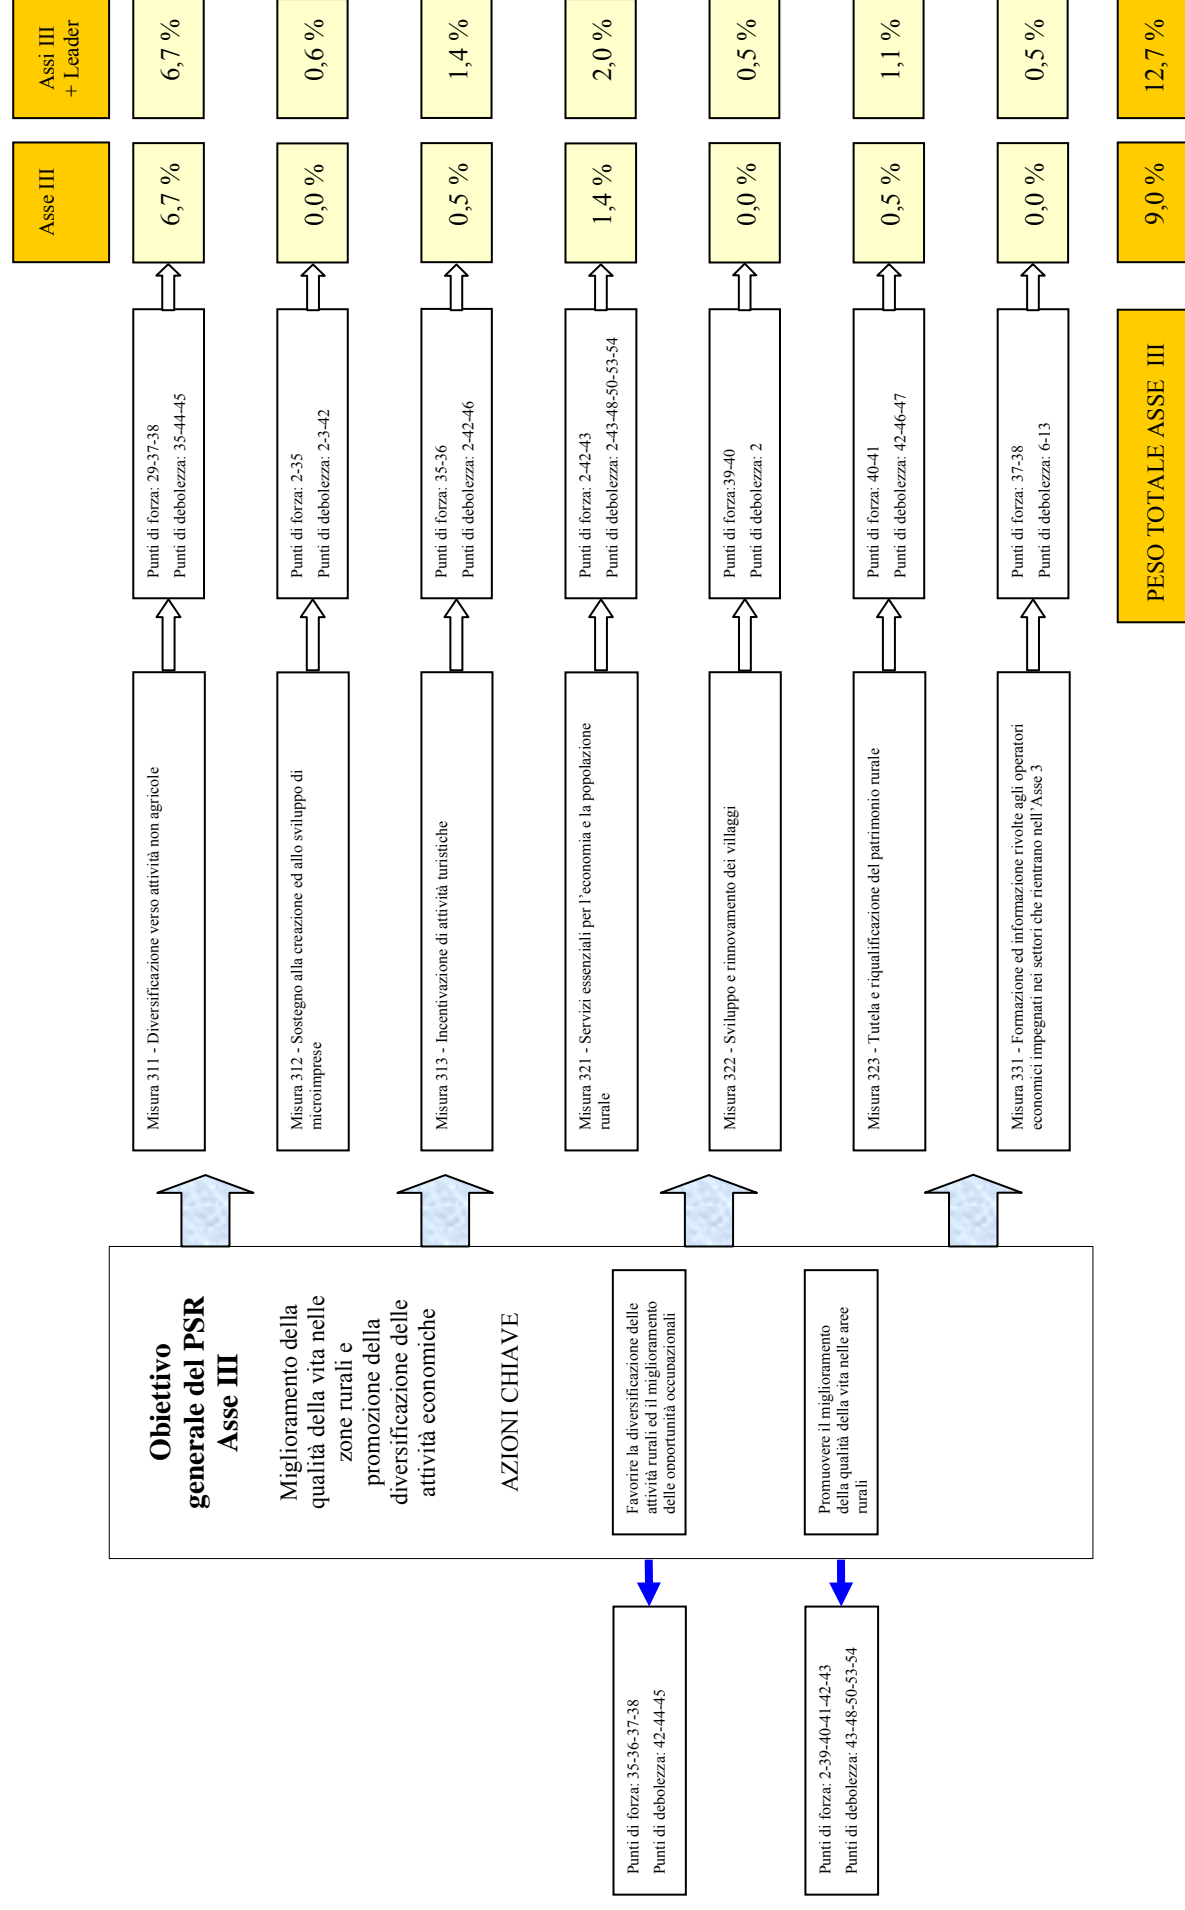 Obiettivo
generale del PSR
Asse III
Miglioramento della
qualità della vita nelle
zone rurali e
promozione della
diversificazione delle
attività economiche
AZIONI CHIAVE
Favorire la diversificazione delle
attività rurali ed il miglioramento
delle opportunità occupazionali
Promuovere il miglioramento
della qualità della vita nelle aree
rurali
Punti di forza: 35-36-37-38
Punti di debolezza: 42-44-45
Punti di forza: 2-39-40-41-42-43
Punti di debolezza: 43-48-50-53-54
Asse III
Assi III
+ Leader
Misura 311 - Diversificazione verso attività non agricole
Punti di forza: 29-37-38
Punti di debolezza: 35-44-45
6,7 %
6,7 %
Misura 312 - Sostegno alla creazione ed allo sviluppo di
microimprese
Punti di forza: 2-35
Punti di debolezza: 2-3-42
0,0 %
0,6 %
Misura 313 - Incentivazione di attività turistiche
Punti di forza: 35-36
Punti di debolezza: 2-42-46
0,5 %
1,4 %
Misura 321 - Servizi essenziali per l'economia e la popolazione
rurale
Punti di forza: 2-42-43
Punti di debolezza: 2-43-48-50-53-54
1,4 %
2,0 %
Misura 322 - Sviluppo e rinnovamento dei villaggi
Punti di forza:39-40
Punti di debolezza: 2
0,0 %
0,5 %
Misura 323 - Tutela e riqualificazione del patrimonio rurale
Punti di forza: 40-41
Punti di debolezza: 42-46-47
0,5 %
1,1 %
Misura 331 - Formazione ed informazione rivolte agli operatori
economici impegnati nei settori che rientrano nell'Asse 3
Punti di forza: 37-38
Punti di debolezza: 6-13
0,0 %
0,5 %
PESO TOTALE ASSE III
9,0 %
12,7 %